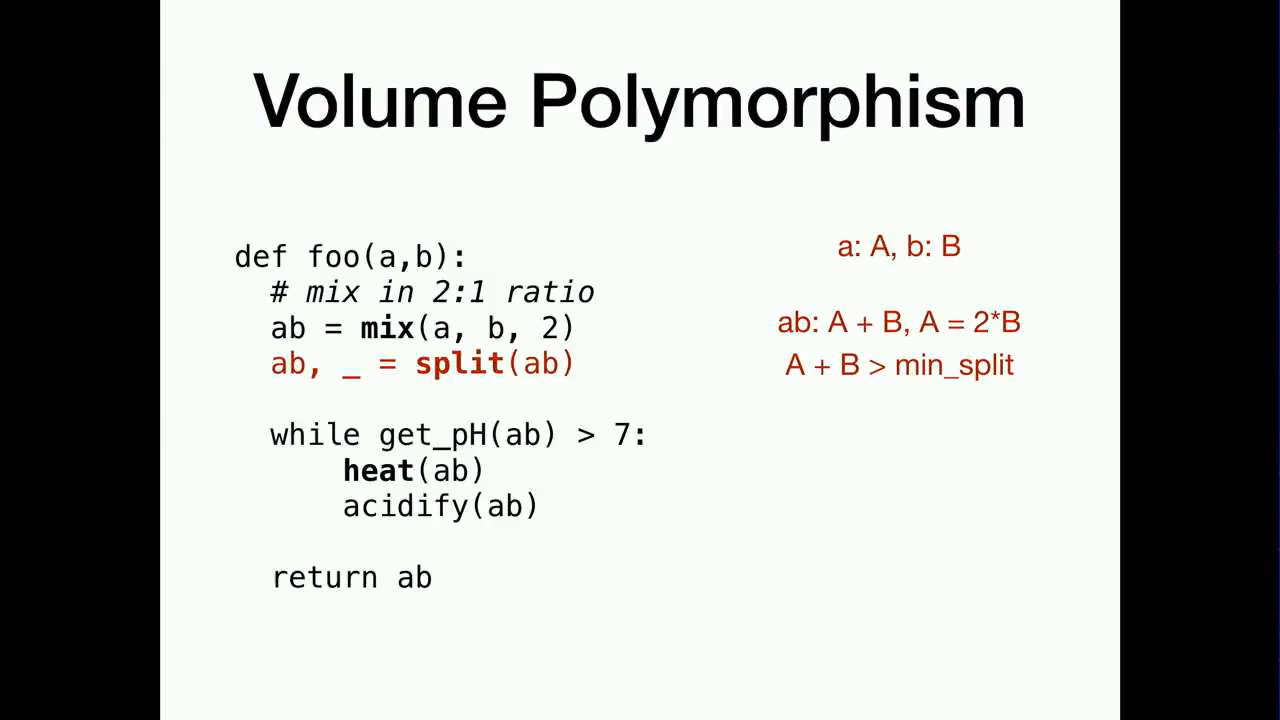 Volume Polymorphism
def foo(a,b):
# mix in 2:1 ratio
ab = mix(a, b, 2)
ab, _ = split(ab)
while get_pH(ab) > 7:
heat(ab)
acidify(ab)
return ab
a: A, b: B
ab: A + B, A = 2*B
A + B > min_split